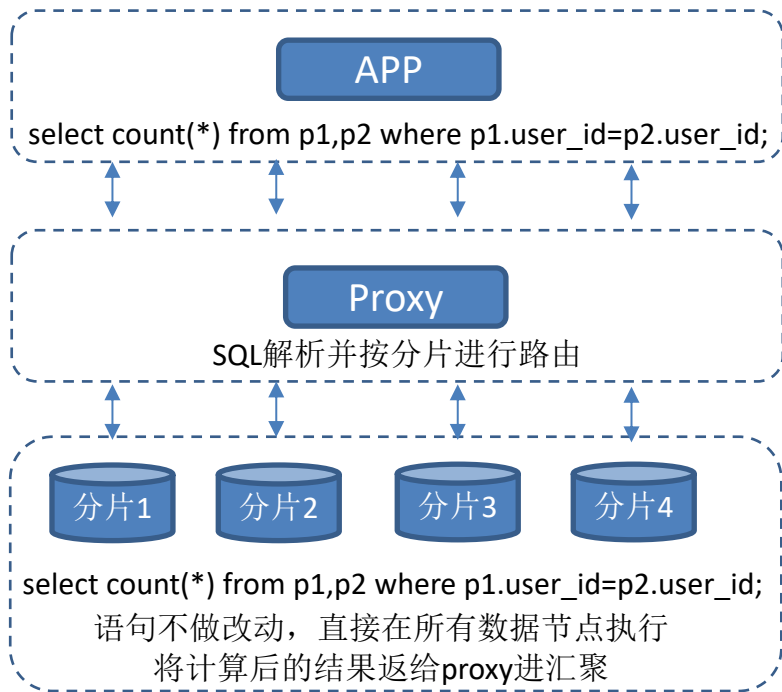 APP
select count(*) from p1,p2 where p1.user_id=p2.user_id;
Proxy
SQL解析并按分片进行路由
分片1
分片2
分片3
分片4
select count(*) from p1,p2 where p1.user_id=p2.user_id;
语句不做改动，直接在所有数据节点执行
将计算后的结果返给proxy进汇聚